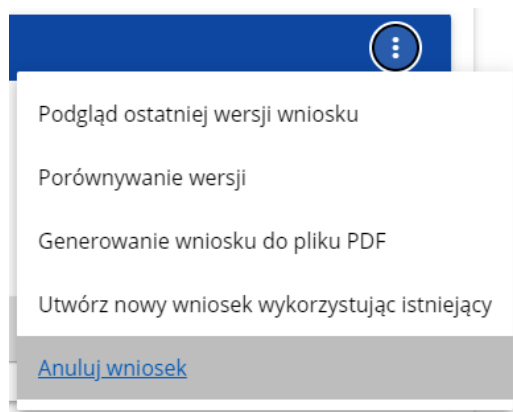 Podgląd ostatniej wersji wniosku
Porównywanie wersji
Generowanie wniosku do pliku PDF
Utwórz nowy wniosek wykorzystując istniejący
Anuluj wniosek